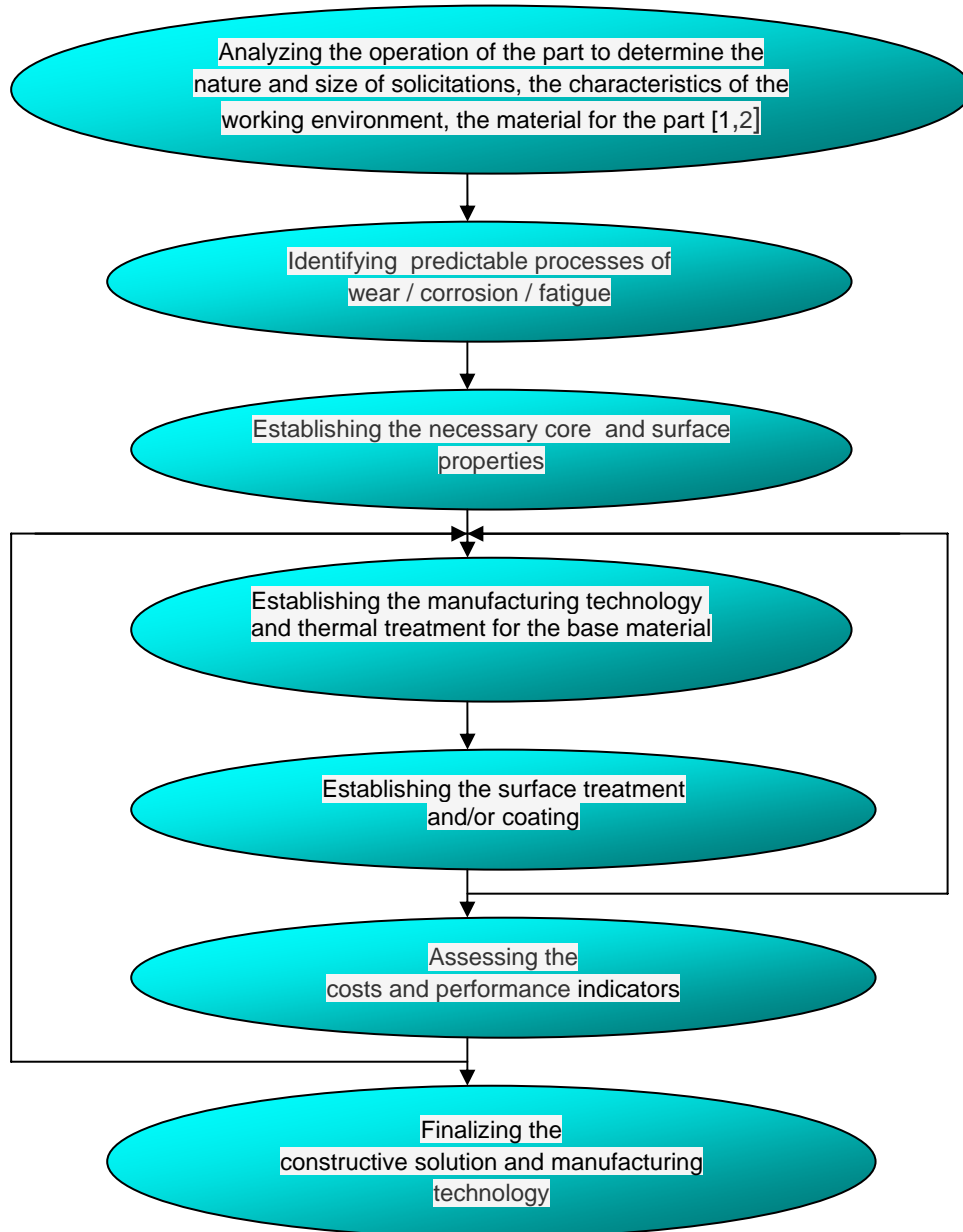 Analyzing the operation of the part to determine the
nature and size of solicitations, the characteristics of the
working environment, the material for the part [1,2]
Identifying  predictable processes of
wear / corrosion / fatigue
Establishing the necessary core  and surface
properties
Establishing the manufacturing technology
and thermal treatment for the base material
Establishing the surface treatment
and/or coating
Assessing the
costs and performance indicators
Finalizing the
constructive solution and manufacturing
technology